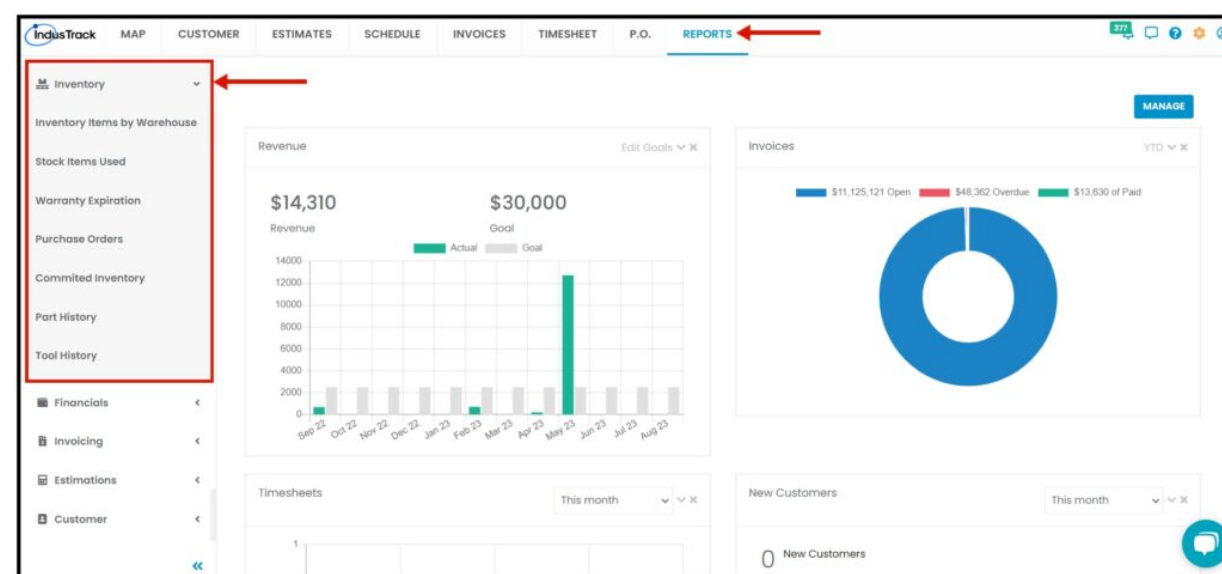 IndusTrack MAP CUSTOMER ESTIMATES SCHEDULE INVOICES TIMESHEET P.O. REPORTS 377
Inventory
Inventory Items by Warehouse
Stock Items Used
Warranty Expiration
Purchase Orders
Commited Inventory
Part History
Tool History
Financials
Invoicing
Estimations
Customer
MANAGE
Revenue Edit Goals
$14,310 $30,000
Revenue Goal
Actual Goal
14000
12000
10000
8000
6000
4000
2000
0
Sep 22 Oct 22 Nov 22 Dec 22 Jan 23 Feb 23 Mar 23 Apr 23 May 23 Jun 23 Jul 23 Aug 23
Invoices YTD
$11,125,121 Open $48,362 Overdue $13,630 of Paid
Timesheets This month
1
New Customers This month
0 New Customers